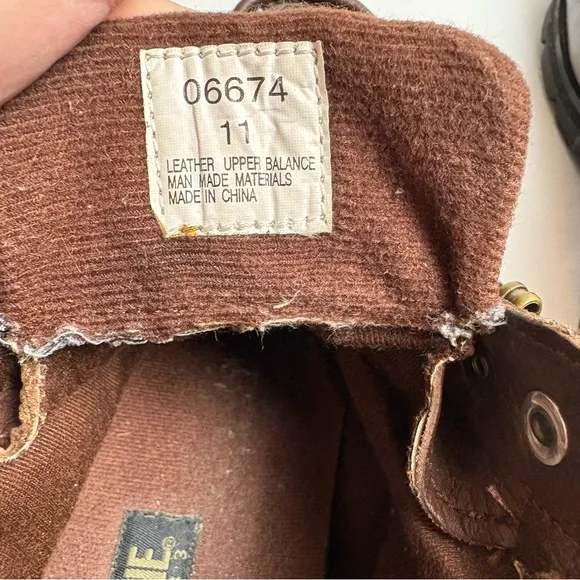 06674
11
LEATHER UPPER BALANCE
MAN MADE MATERIALS
MADE IN CHINA